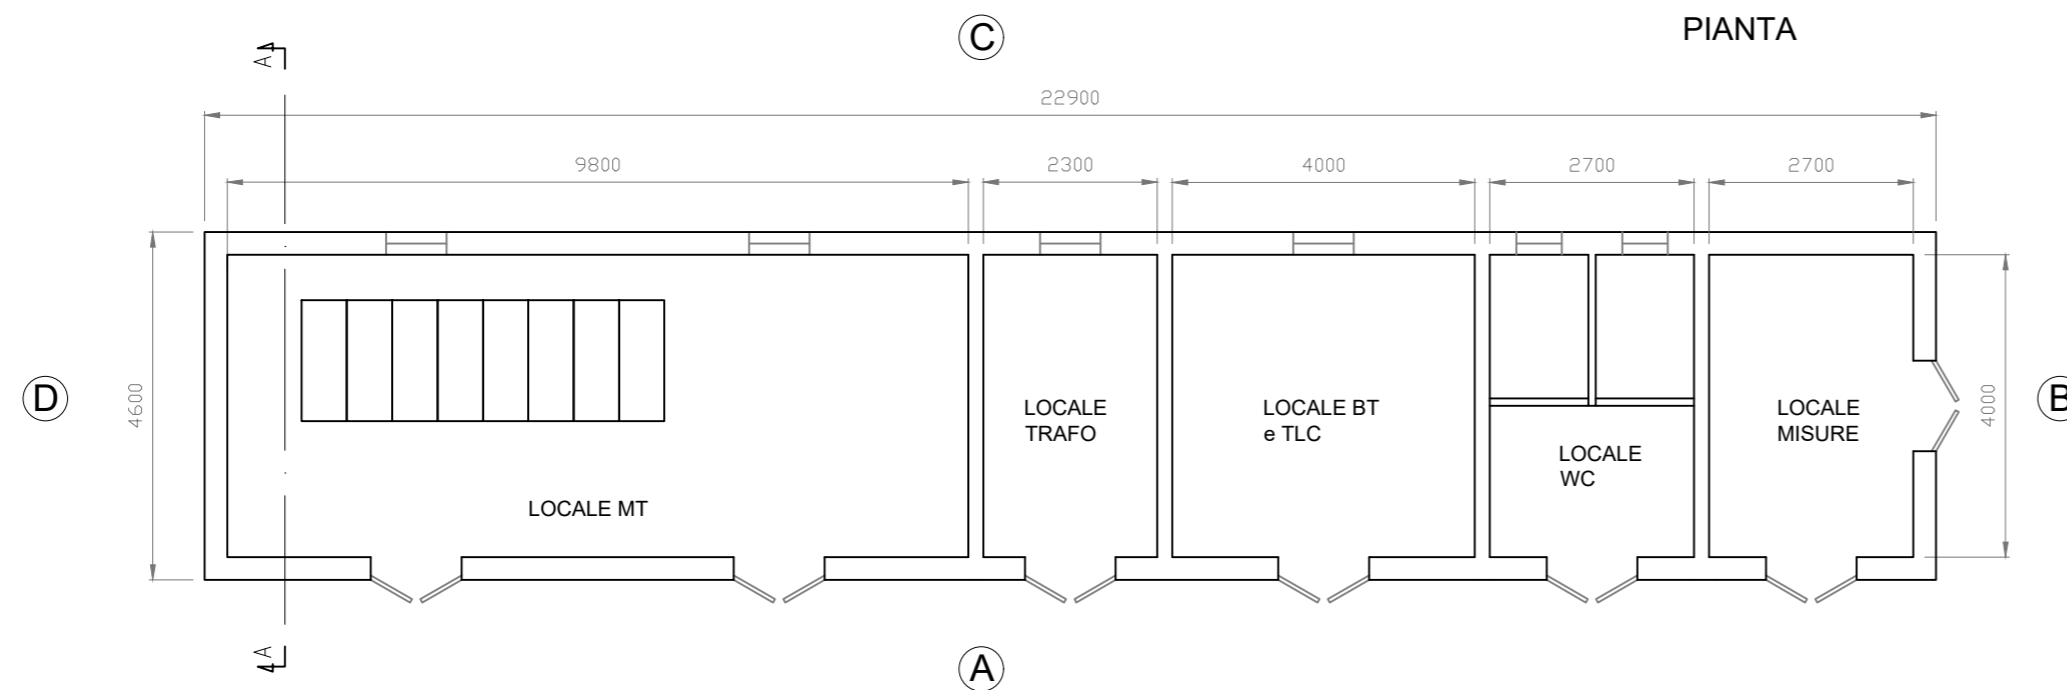 PIANTA
C
A
22900
9800
2300
4000
2700
2700
D
4600
LOCALE
TRAFO
LOCALE BT
e TLC
LOCALE
MISURE
4000
B
LOCALE
WC
LOCALE MT
A
A